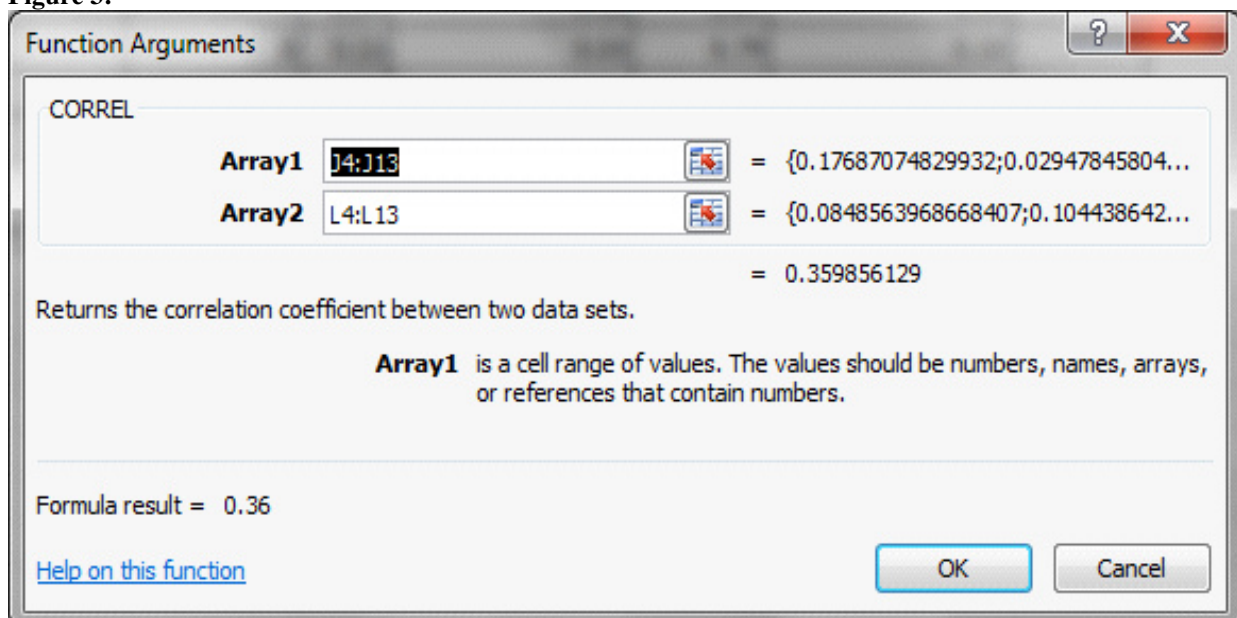 Figure 3:
Function Arguments
?
X
CORREL
Array1 J4:J13 = {0.17687074829932;0.02947845804...
Array2 L4:L13 = {0.0848563968668407;0.104438642...
= 0.359856129
Returns the correlation coefficient between two data sets.
Array1 is a cell range of values. The values should be numbers, names, arrays,
or references that contain numbers.
Formula result = 0.36
Help on this function
OK
Cancel